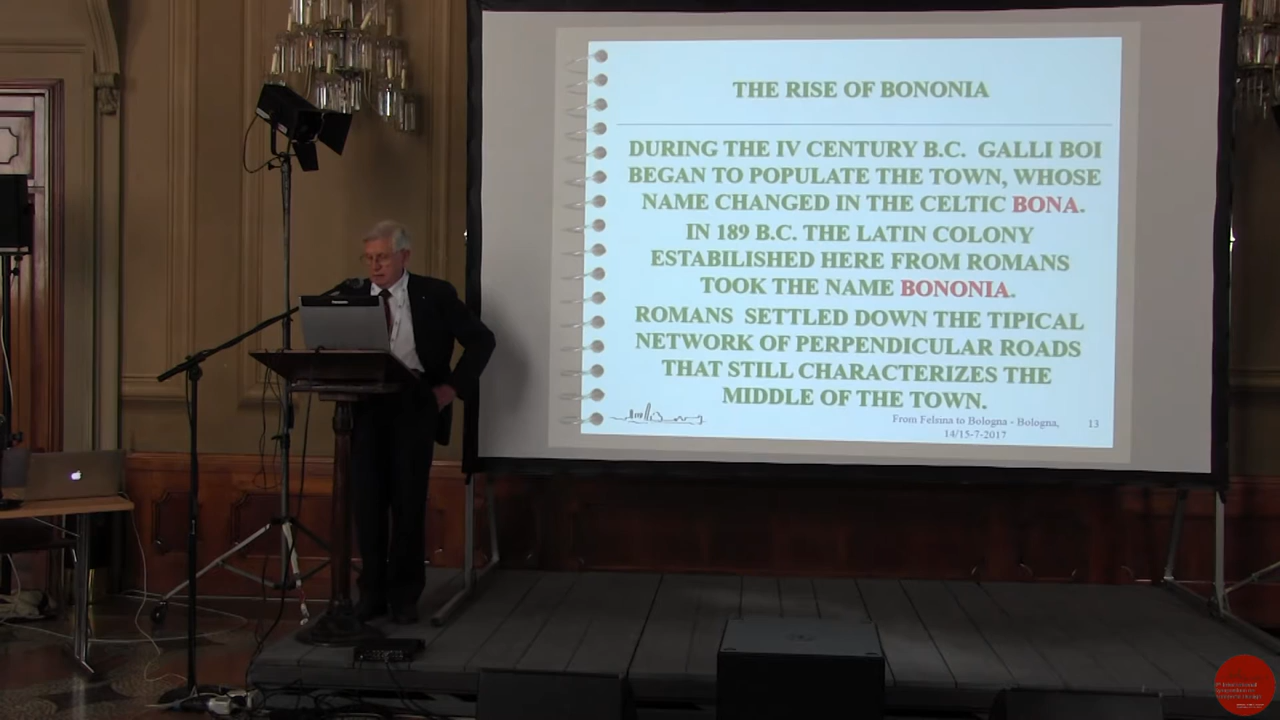 THE RISE OF BONONIA
DURING THE IV CENTURY B.C. GALLI BOI
BEGAN TO POPULATE THE TOWN, WHOSE
NAME CHANGED IN THE CELTIC BONA.
IN 189 B.C. THE LATIN COLONY
ESTABILISHED HERE FROM ROMANS
TOOK THE NAME BONONIA.
ROMANS SETTLED DOWN THE TIPICAL
NETWORK OF PERPENDICULAR ROADS
THAT STILL CHARACTERIZES THE
MIDDLE OF THE TOWN.
From Felsina to Bologna - Bologna,
14/15-7-2017
13